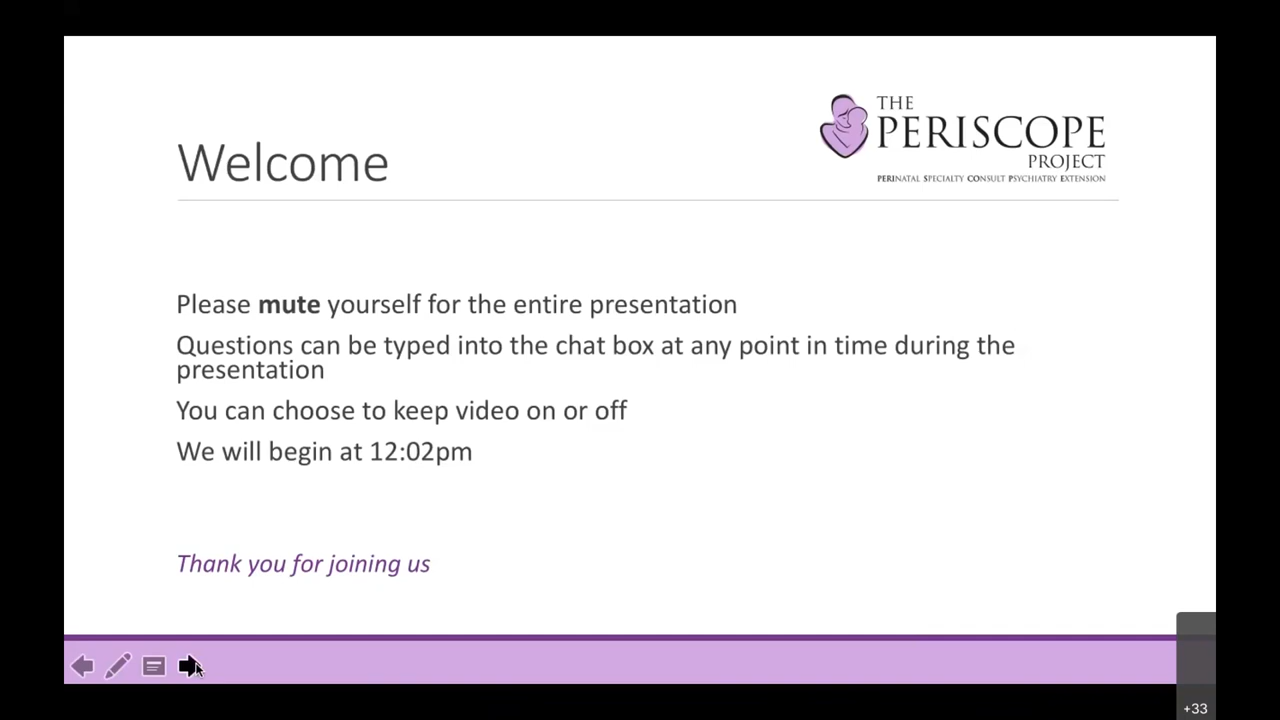 THE
PERISCOPE
PROJECT
PERINATAL SPECIALTY CONSULT PSYCHIATRY EXTENSION
Welcome
Please mute yourself for the entire presentation
Questions can be typed into the chat box at any point in time during the
presentation
You can choose to keep video on or off
We will begin at 12:02pm
Thank you for joining us
+33